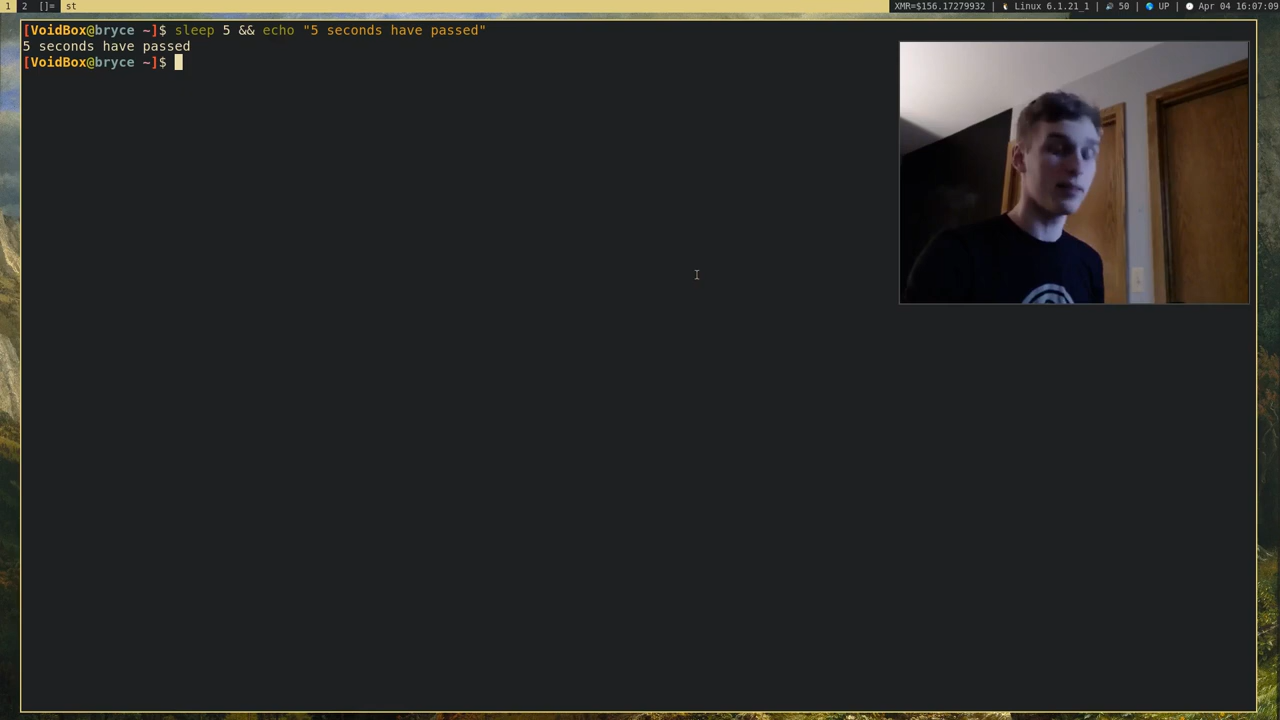 1 2 []= st XMR=$156.17279932 | Linux 6.1.21_1 | 50 | UP | Apr 04 16:07:09
[VoidBox@bryce ~]$ sleep 5 && echo "5 seconds have passed"
5 seconds have passed
[VoidBox@bryce ~]$